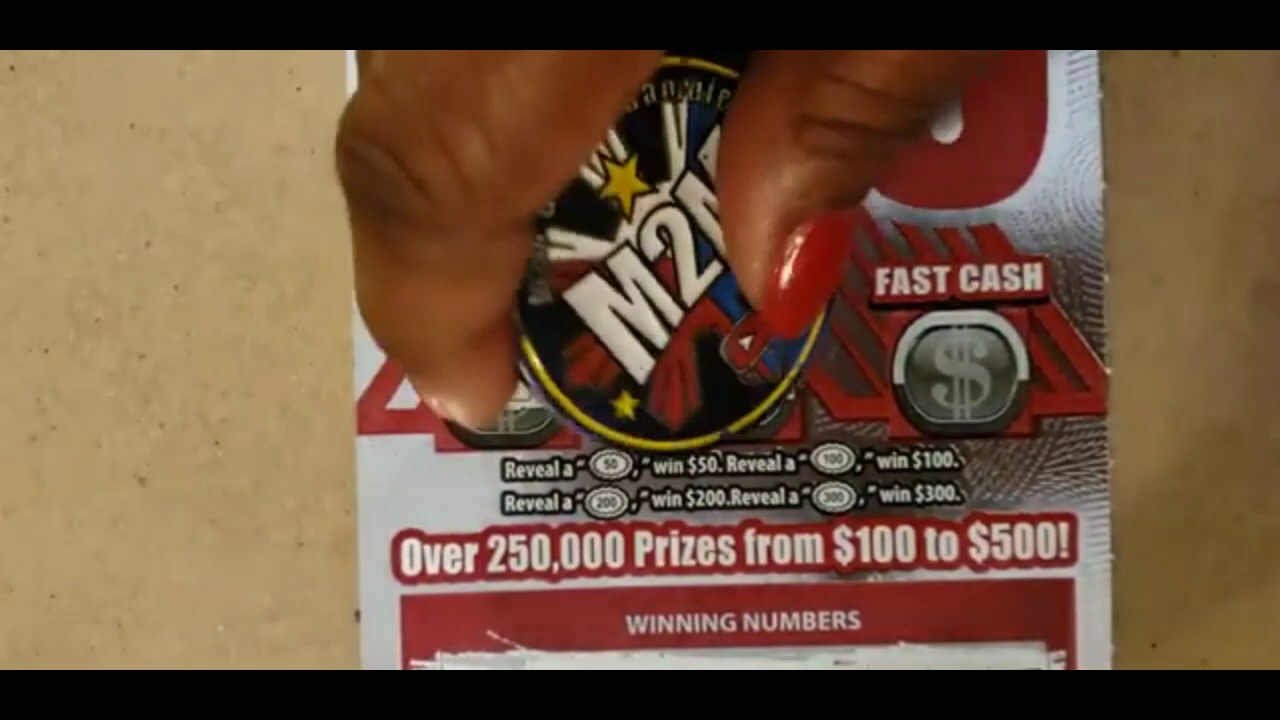 M2
FAST CASH
$
Reveal a " 50 ," win $50. Reveal a " 100 ," win $100.
Reveal a " 200 ," win $200.Reveal a " 300 ," win $300.
Over 250,000 Prizes from $100 to $500!
WINNING NUMBERS